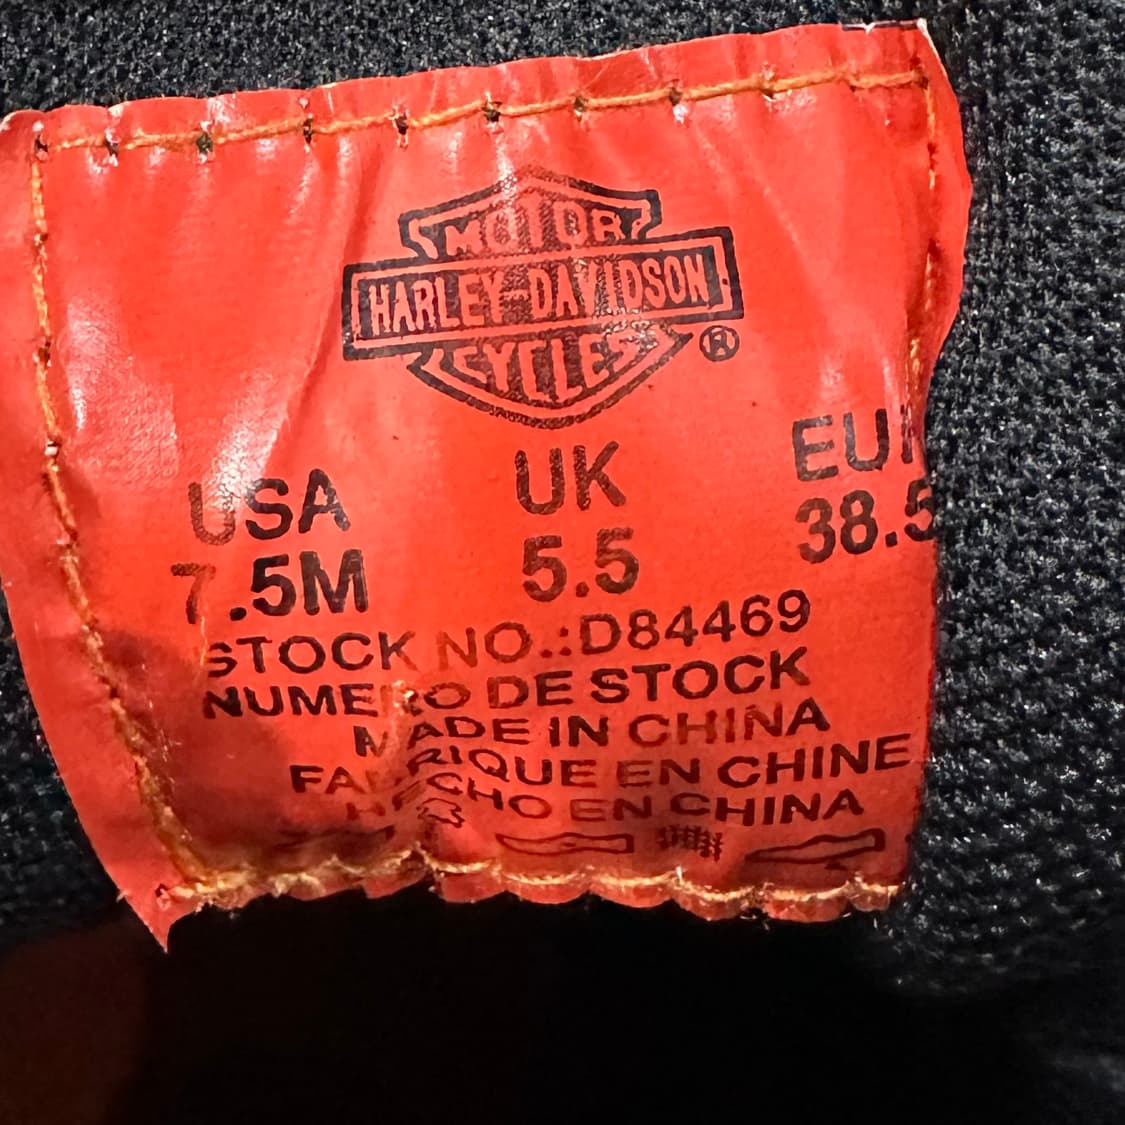 MOTOR
HARLEY-DAVIDSON
CYCLES ®
USA UK EUR
7.5M 5.5 38.5
STOCK NO.:D84469
NUMERO DE STOCK
MADE IN CHINA
FABRIQUE EN CHINE
HECHO EN CHINA